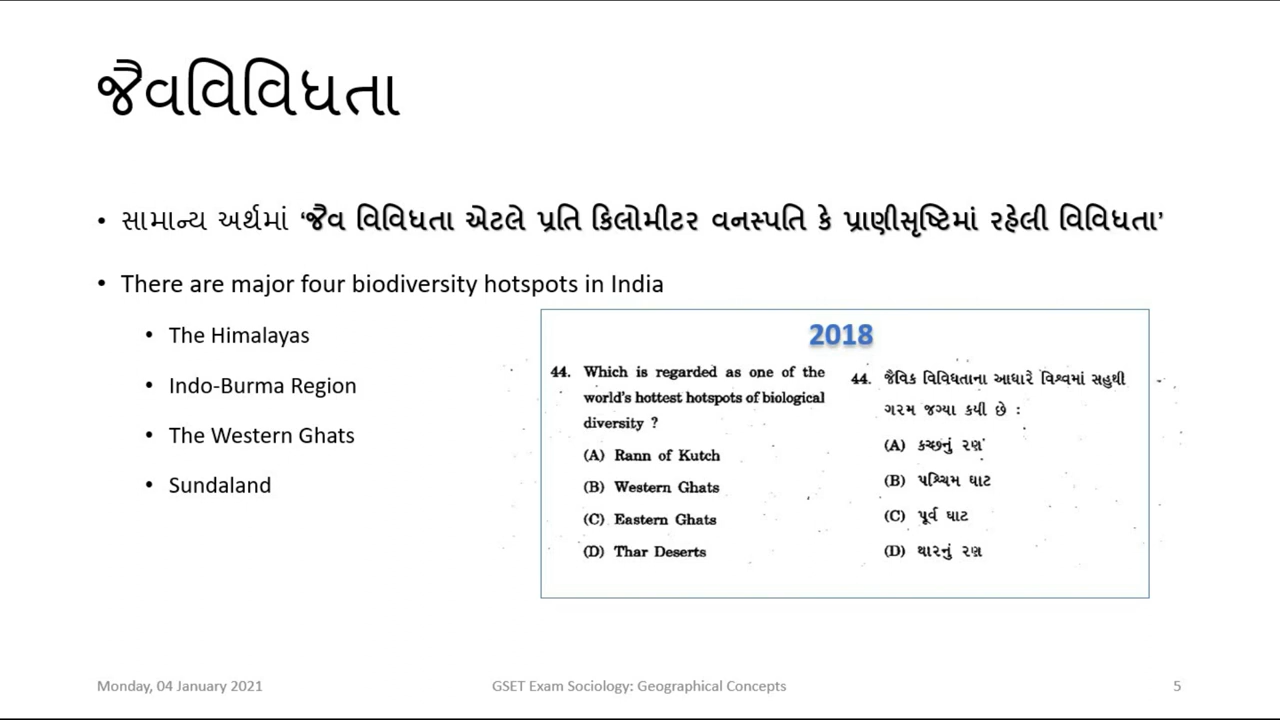 જૈવવિવિધતા
• સામાન્ય અર્થમાં ‘જૈવ વિવિધતા એટલે પ્રતિ કિલોમીટર વનસ્પતિ કે પ્રાણીસૃષ્ટિમાં રહેલી વિવિધતા’
• There are major four biodiversity hotspots in India
• The Himalayas
• Indo-Burma Region
• The Western Ghats
• Sundaland
2018
44. Which is regarded as one of the
world's hottest hotspots of biological
diversity ?
(A) Rann of Kutch
(B) Western Ghats
(C) Eastern Ghats
(D) Thar Deserts
44. જૈવિક વિવિધતાના આધારે વિશ્વમાં સહુથી
ગરમ જગ્યા કયી છે :
(A) કચ્છનું રણ
(B) પશ્ચિમ ઘાટ
(C) પૂર્વ ઘાટ
(D) થારનું રણ
Monday, 04 January 2021
GSET Exam Sociology: Geographical Concepts
5